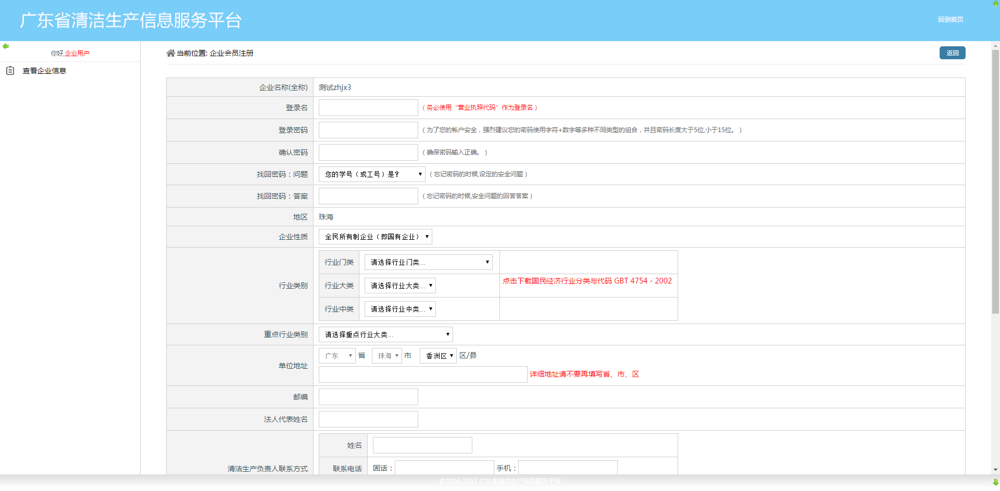 广东省清洁生产信息服务平台
回到首页
你好,企业用户
查看企业信息
当前位置: 企业会员注册
返回
企业名称(全称) 测试zhjx3
登录名 （务必使用“营业执照代码”作为登录名）
登录密码 （为了您的帐户安全，强烈建议您的密码使用字符+数字等多种不同类型的组合，并且密码长度大于5位,小于15位。）
确认密码 （确保密码输入正确。）
找回密码：问题 您的学号（或工号）是? （忘记密码的时候,设定的安全问题）
找回密码：答案 （忘记密码的时候,安全问题的回答答案）
地区 珠海
企业性质 全民所有制企业（即国有企业）
行业类别
行业门类 请选择行业门类...
行业大类 请选择行业大类... 点击下载国民经济行业分类与代码 GBT 4754 - 2002
行业中类 请选择行业中类...
重点行业类别 请选择重点行业大类...
单位地址
广东 省 珠海 市 香洲区 区/县
详细地址请不要再填写省、市、区
邮编
法人代表姓名
清洁生产负责人联系方式
姓名
联系电话 固话： 手机：
©2016-2017 广东省清洁生产信息服务平台